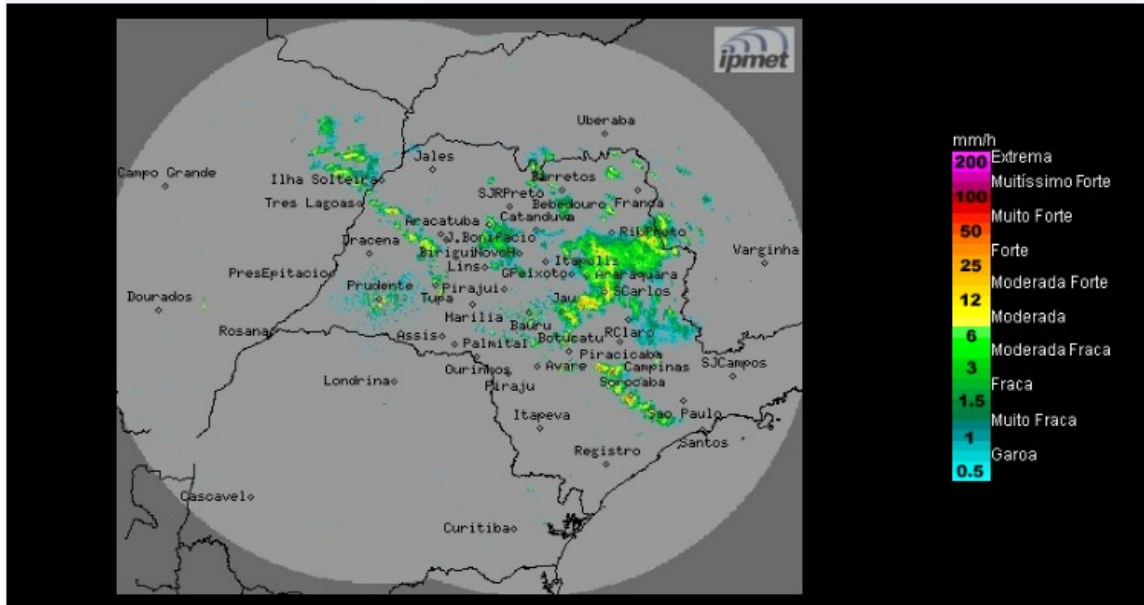 ipmet
Uberaba
Campo Grande
Jales
Ilha Solteira
Barretos
SJRPreto
Tres Lagoas
Bebedouro
Franca
Catanduva
Aracatuba
RibPreto
J.Bonifacio
Dracena
Birigui
NovoH
Varginha
Itapolis
Lins
GPeixoto
Araraquara
PresEpitacio
Prudente
Pirajui
SCarlos
Dourados
Tupa
Jau
Marilia
Bauru
Rosana
Assis
Palmital
Botucatu
RClaro
Piracicaba
SJCampos
Ourinhos
Avare
Campinas
Londrina
Piraju
Sorocaba
Itapeva
Sao Paulo
Santos
Registro
Cascavel
Curitiba
mm/h
200 Extrema
Muitíssimo Forte
100
Muito Forte
50
Forte
25
Moderada Forte
12
Moderada
6
Moderada Fraca
3
Fraca
1.5
Muito Fraca
1
Garoa
0.5